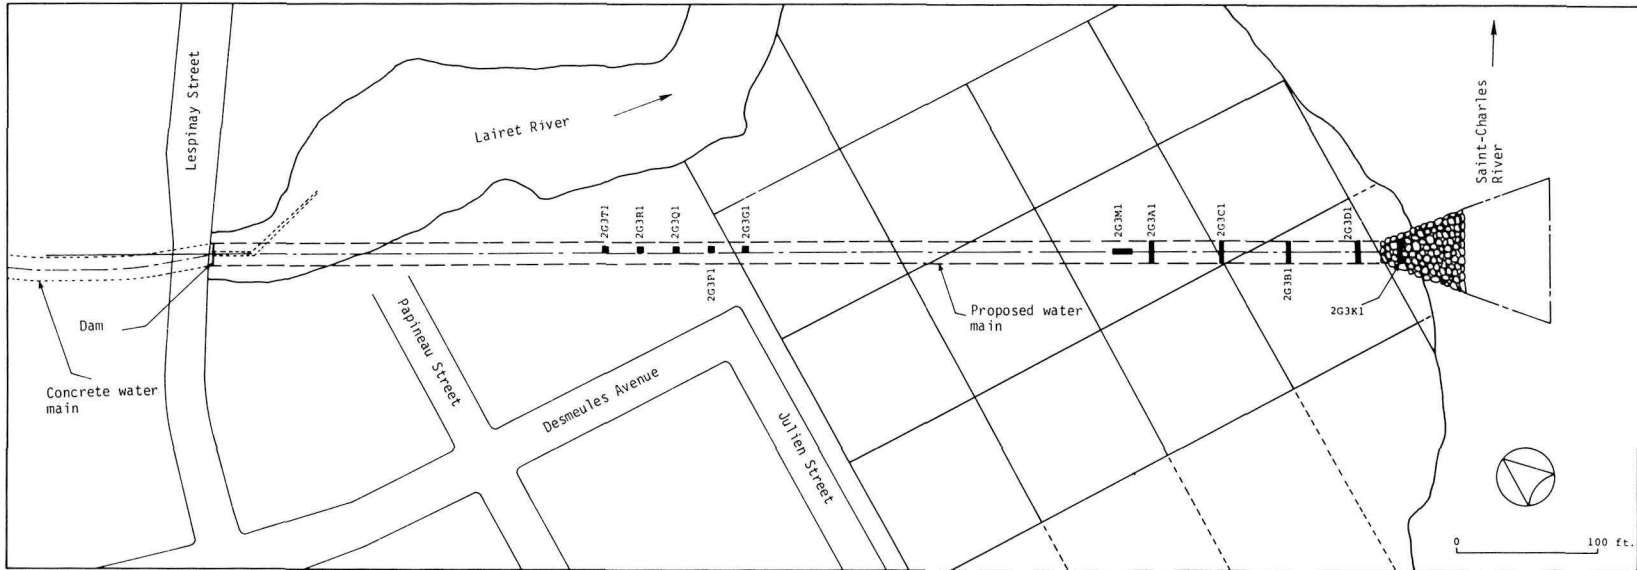 Lespinay Street
Lairet River
Saint-Charles
River
2G3T1
2G3R1
2G3Q1
2G3P1
2G3G1
2G3M1
2G3A1
2G3C1
2G3B1
2G3D1
2G3K1
Dam
Concrete water
main
Papineau Street
Desmeules Avenue
Julien Street
Proposed water
main
0
100 ft.